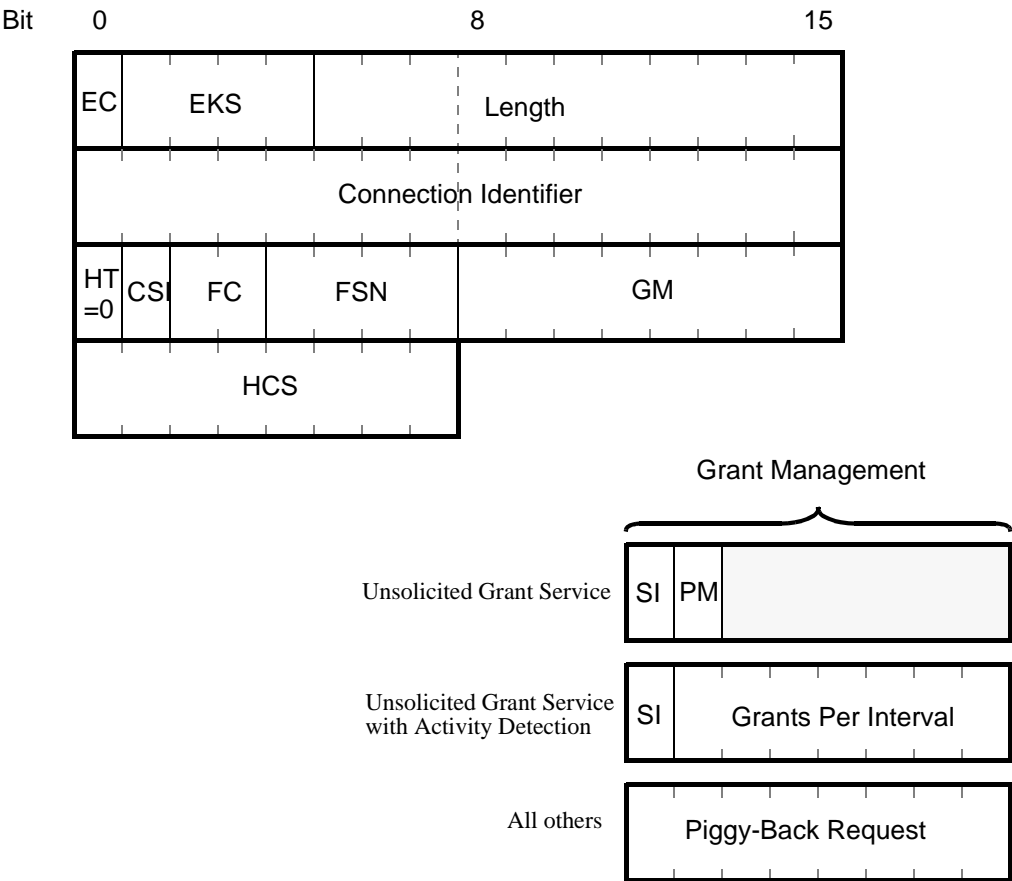 Bit 0 8 15
EC EKS Length
Connection Identifier
HT
=0
CSI FC FSN GM
HCS
Grant Management
Unsolicited Grant Service SI PM
Unsolicited Grant Service
with Activity Detection
SI Grants Per Interval
All others Piggy-Back Request